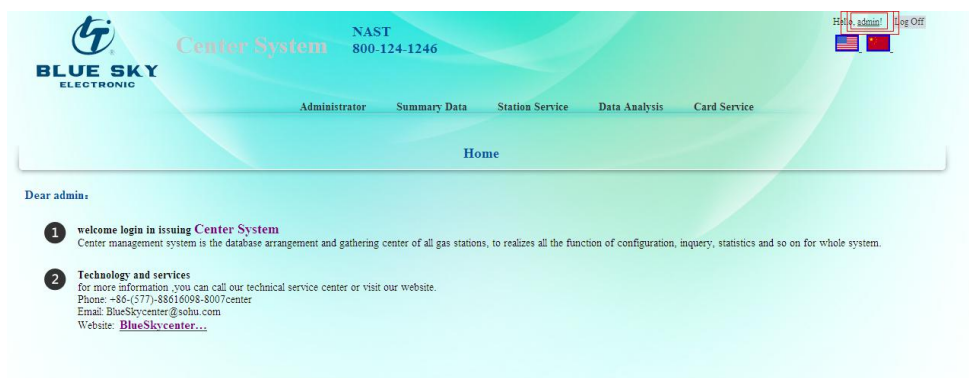 BLUE SKY
ELECTRONIC
Center System
NAST
800-124-1246
Hello, admin! Log Off
Administrator Summary Data Station Service Data Analysis Card Service
Home
Dear admin:
1 welcome login in issuing Center System
Center management system is the database arrangement and gathering center of all gas stations, to realizes all the function of configuration, inquery, statistics and so on for whole system.
2 Technology and services
for more information ,you can call our technical service center or visit our website.
Phone: +86-(577)-88616098-8007center
Email: BlueSkycenter@sohu.com
Website: BlueSkycenter...